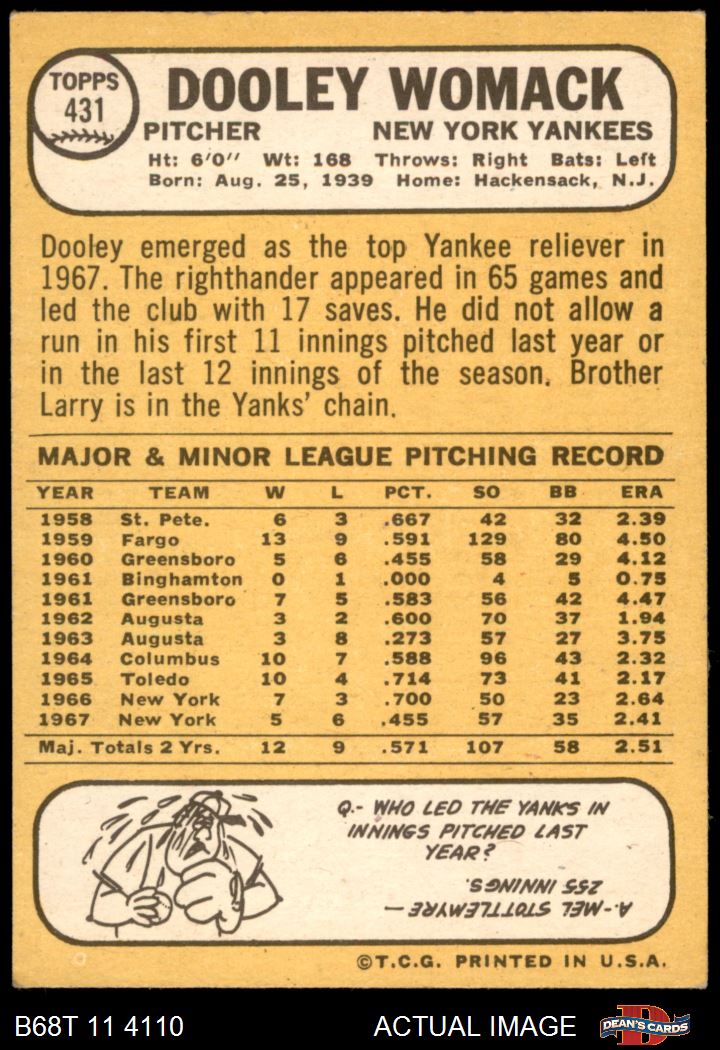 TOPPS
431
DOOLEY WOMACK
PITCHER NEW YORK YANKEES
Ht: 6'0" Wt: 168 Throws: Right Bats: Left
Born: Aug. 25, 1939 Home: Hackensack, N.J.
Dooley emerged as the top Yankee reliever in
1967. The righthander appeared in 65 games and
led the club with 17 saves. He did not allow a
run in his first 11 innings pitched last year or
in the last 12 innings of the season. Brother
Larry is in the Yanks' chain.
MAJOR & MINOR LEAGUE PITCHING RECORD
YEAR TEAM W L PCT. SO BB ERA
1958 St. Pete. 6 3 .667 42 32 2.39
1959 Fargo 13 9 .591 129 80 4.50
1960 Greensboro 5 6 .455 58 29 4.12
1961 Binghamton 0 1 .000 4 5 0.75
1961 Greensboro 7 5 .583 56 42 4.47
1962 Augusta 3 2 .600 70 37 1.94
1963 Augusta 3 8 .273 57 27 3.75
1964 Columbus 10 7 .588 96 43 2.32
1965 Toledo 10 4 .714 73 41 2.17
1966 New York 7 3 .700 50 23 2.64
1967 New York 5 6 .455 57 35 2.41
Maj. Totals 2 Yrs. 12 9 .571 107 58 2.51
Q.- WHO LED THE YANKS IN
INNINGS PITCHED LAST
YEAR?
A.- MEL STOTTLEMYRE —
255 INNINGS.
©T.C.G. PRINTED IN U.S.A.
B68T 11 4110 ACTUAL IMAGE D DEAN'S CARDS